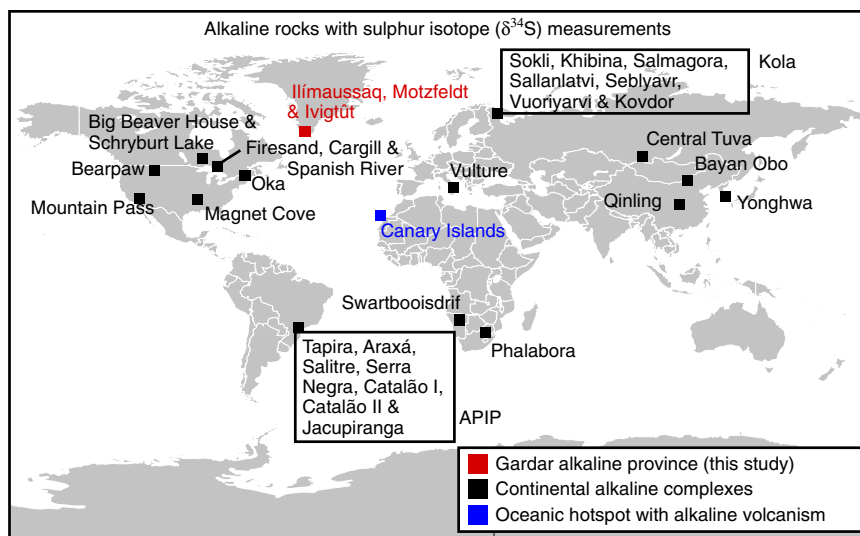 Alkaline rocks with sulphur isotope (δ³⁴S) measurements
Sokli, Khibina, Salmagora,
Sallanlatvi, Seblyavr,
Vuoriyarvi & Kovdor
Kola
Ilímaussaq, Motzfeldt
& Ivigtût
Big Beaver House &
Schryburt Lake
Firesand, Cargill &
Spanish River
Bearpaw
Oka
Mountain Pass
Magnet Cove
Vulture
Central Tuva
Bayan Obo
Qinling
Yonghwa
Canary Islands
Swartbooisdrif
Phalabora
Tapira, Araxá,
Salitre, Serra
Negra, Catalão I,
Catalão II &
Jacupiranga
APIP
Gardar alkaline province (this study)
Continental alkaline complexes
Oceanic hotspot with alkaline volcanism